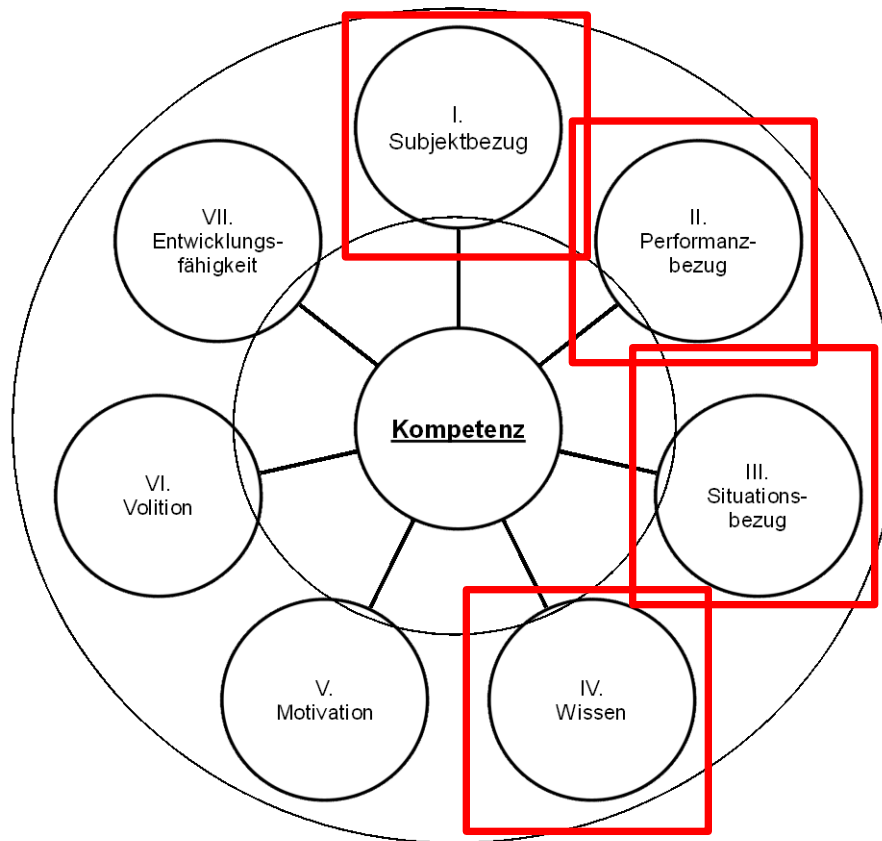 I.
Subjektbezug
II.
Performanz-
bezug
III.
Situations-
bezug
IV.
Wissen
V.
Motivation
VI.
Volition
VII.
Entwicklungs-
fähigkeit
Kompetenz